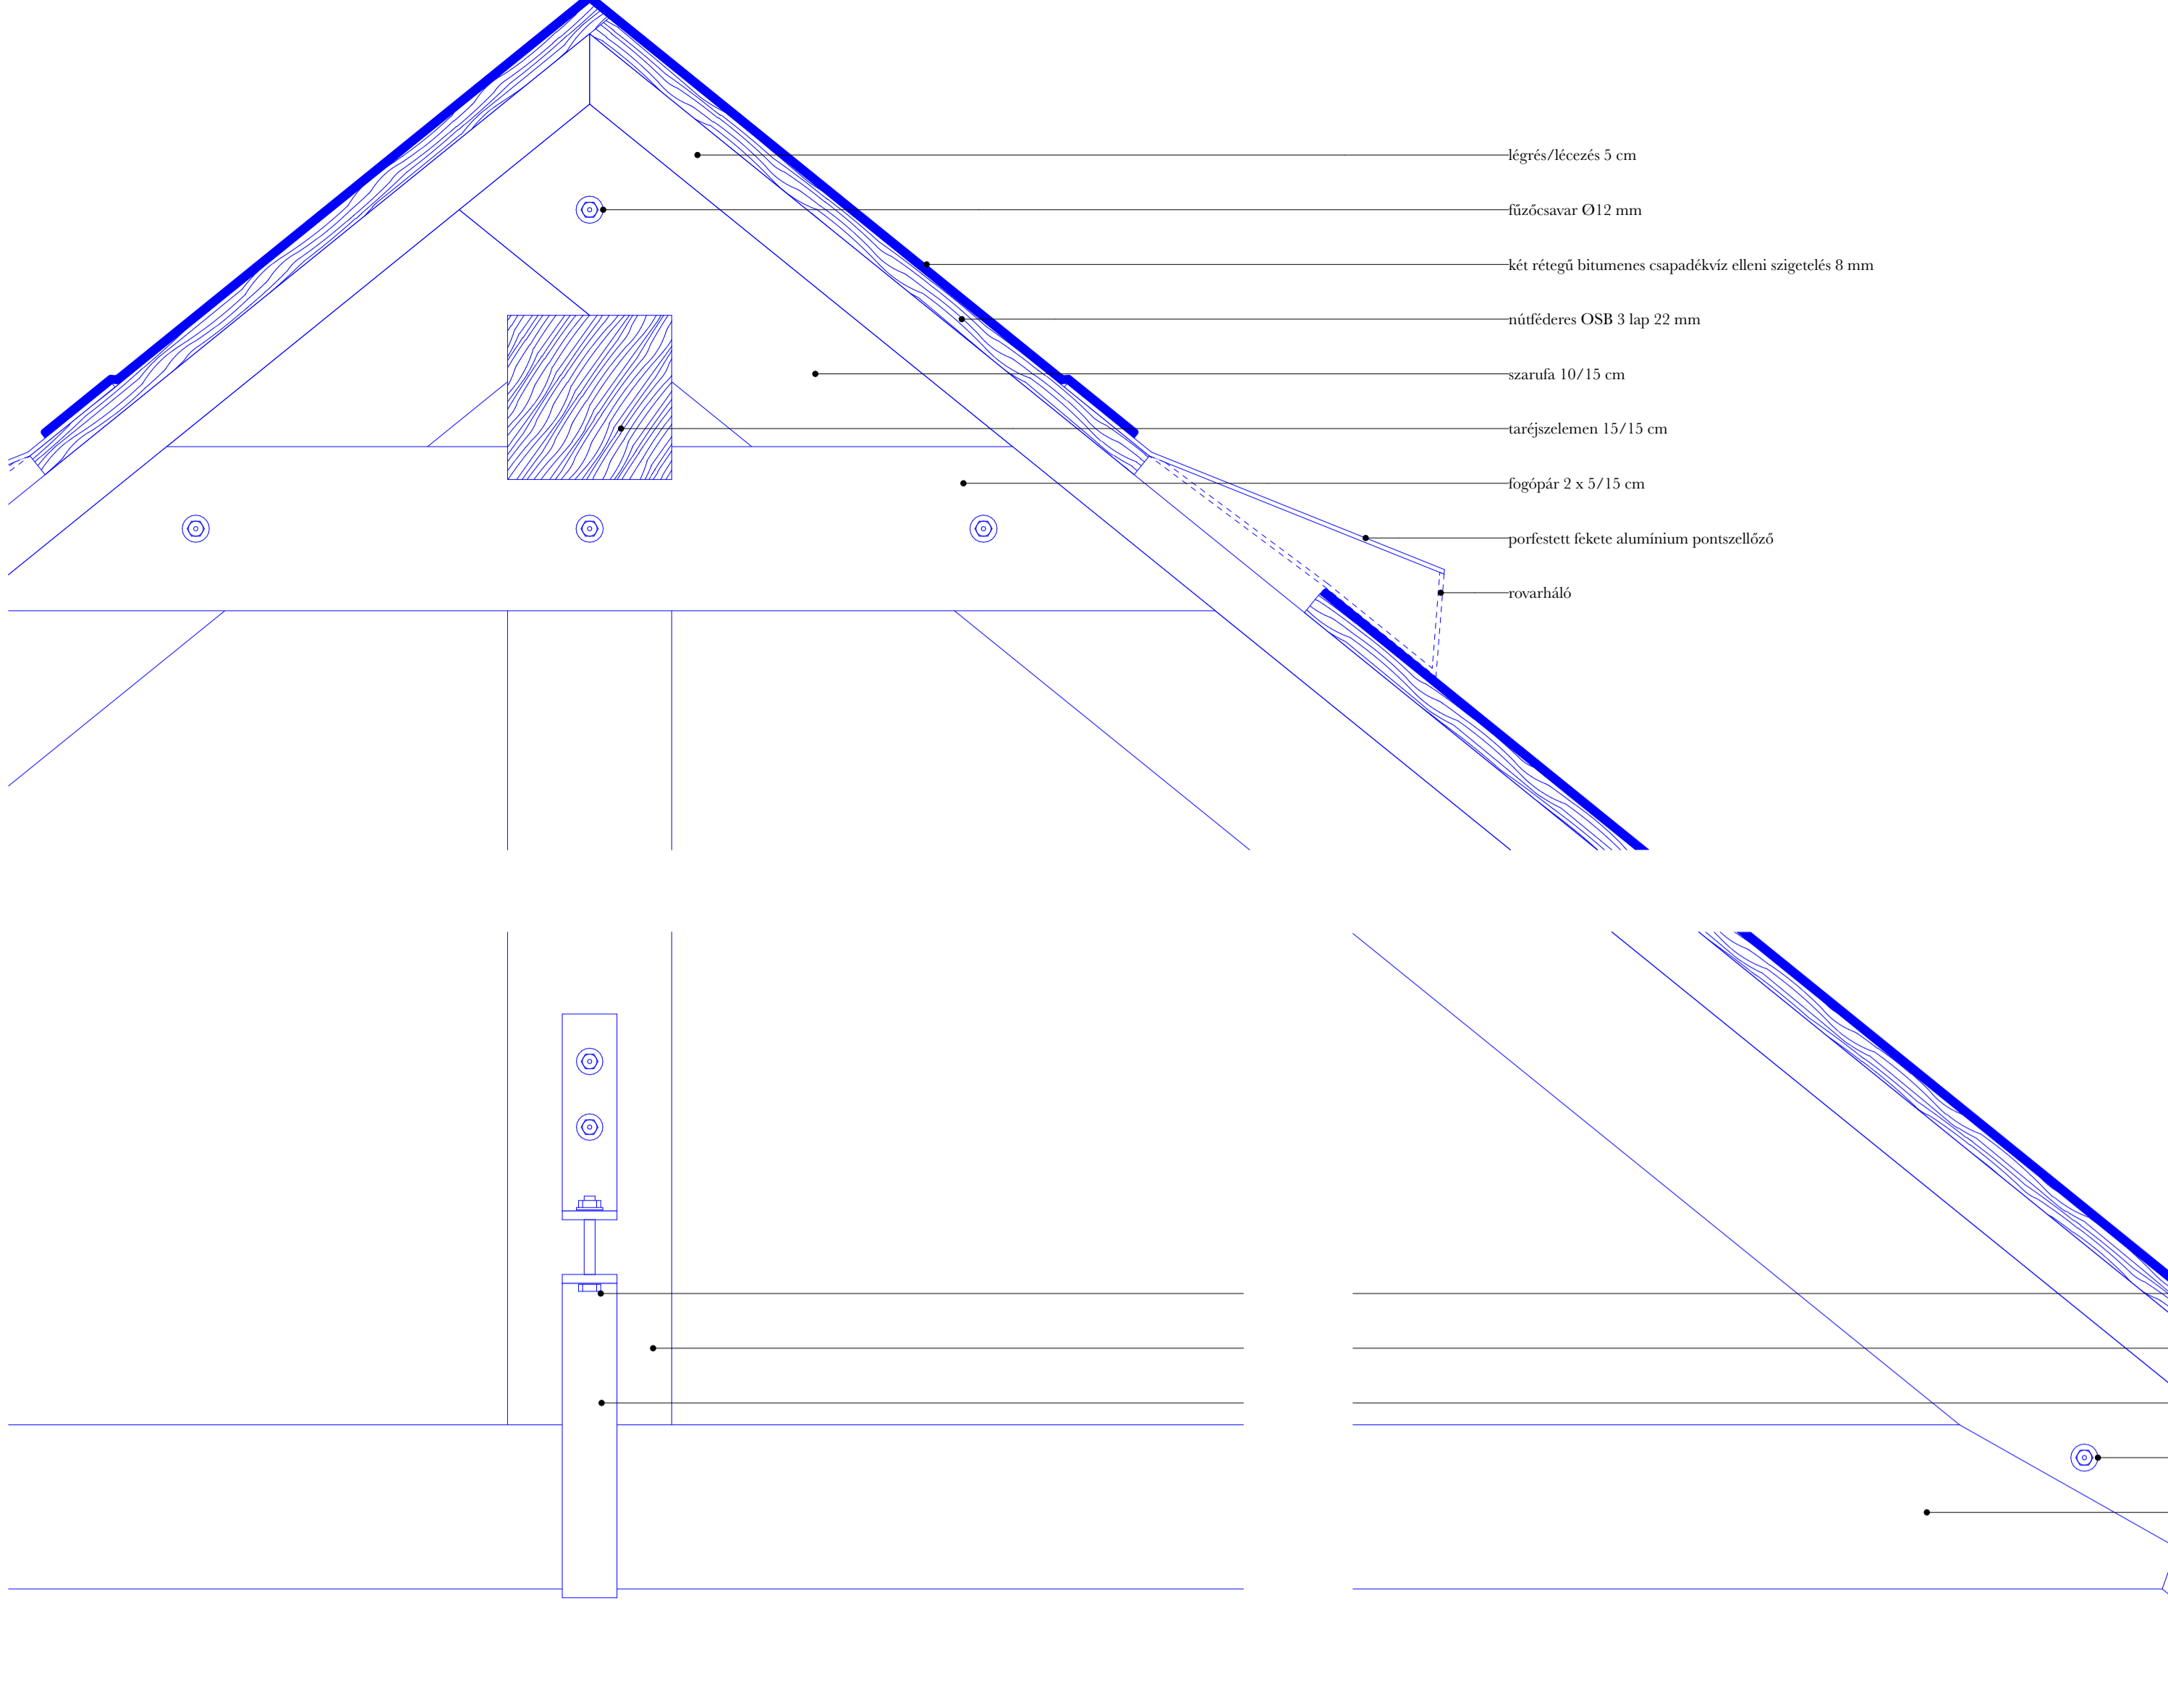 légrés/lécezés 5 cm
fűzőcsavar Ø12 mm
két rétegű bitumenes csapadékvíz elleni szigetelés 8 mm
nútféderes OSB 3 lap 22 mm
szarufa 10/15 cm
taréjszelemen 15/15 cm
fogópár 2 x 5/15 cm
porfestett fekete alumínium pontszellőző
rovarháló